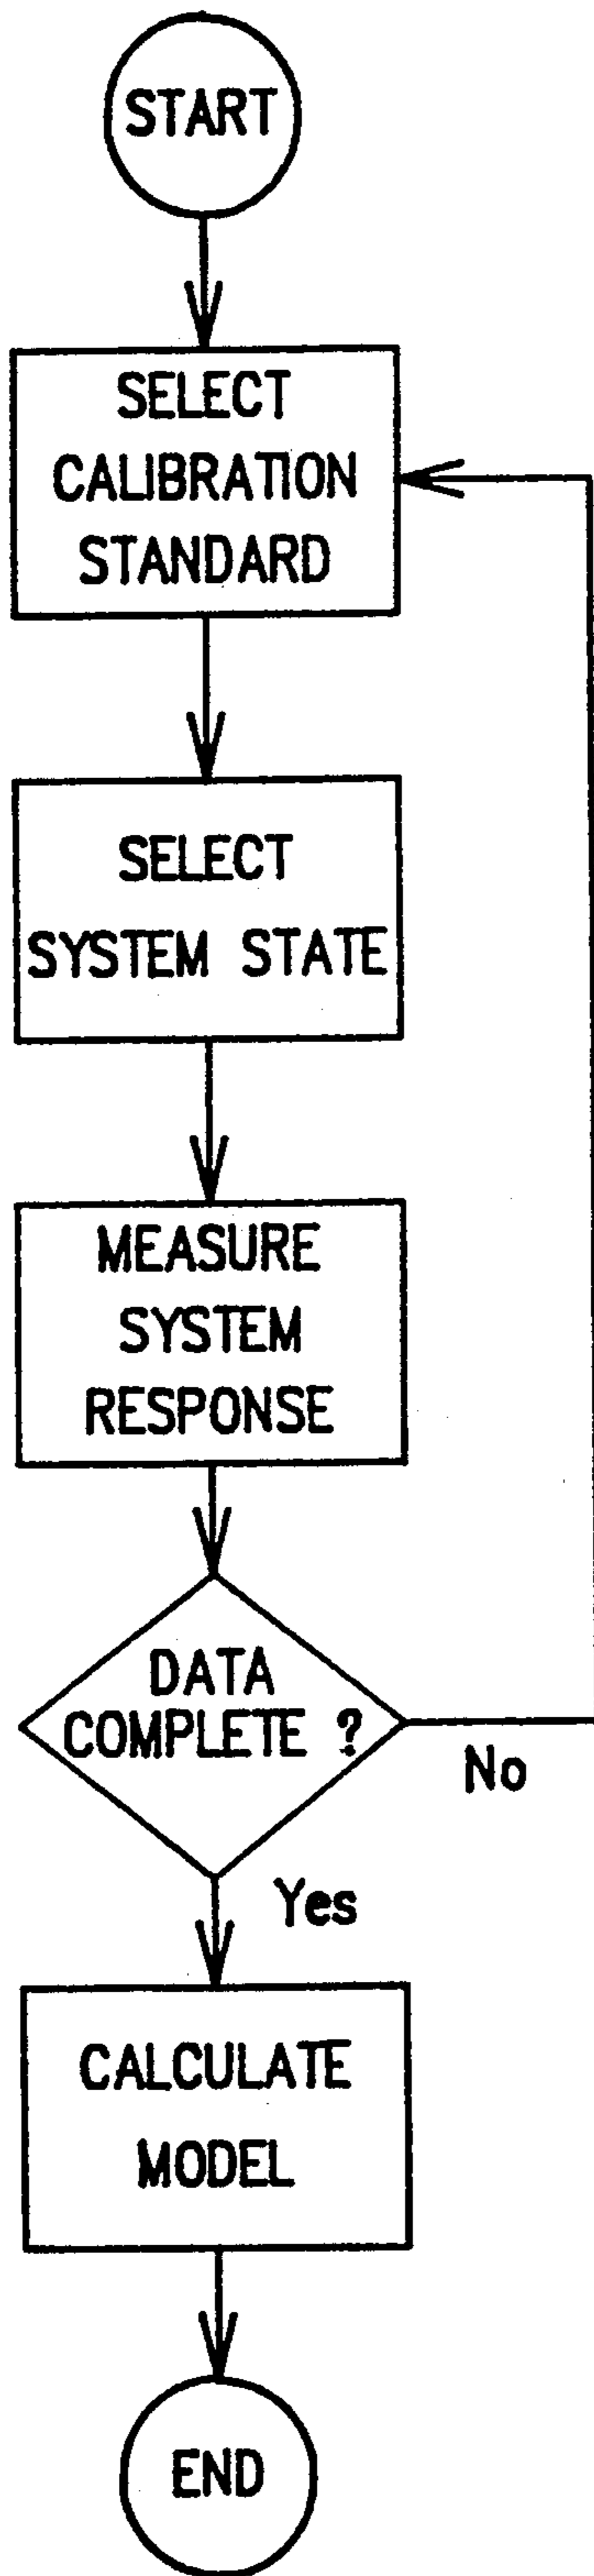 START
SELECT
CALIBRATION
STANDARD
SELECT
SYSTEM STATE
MEASURE
SYSTEM
RESPONSE
DATA
COMPLETE ?
No
Yes
CALCULATE
MODEL
END